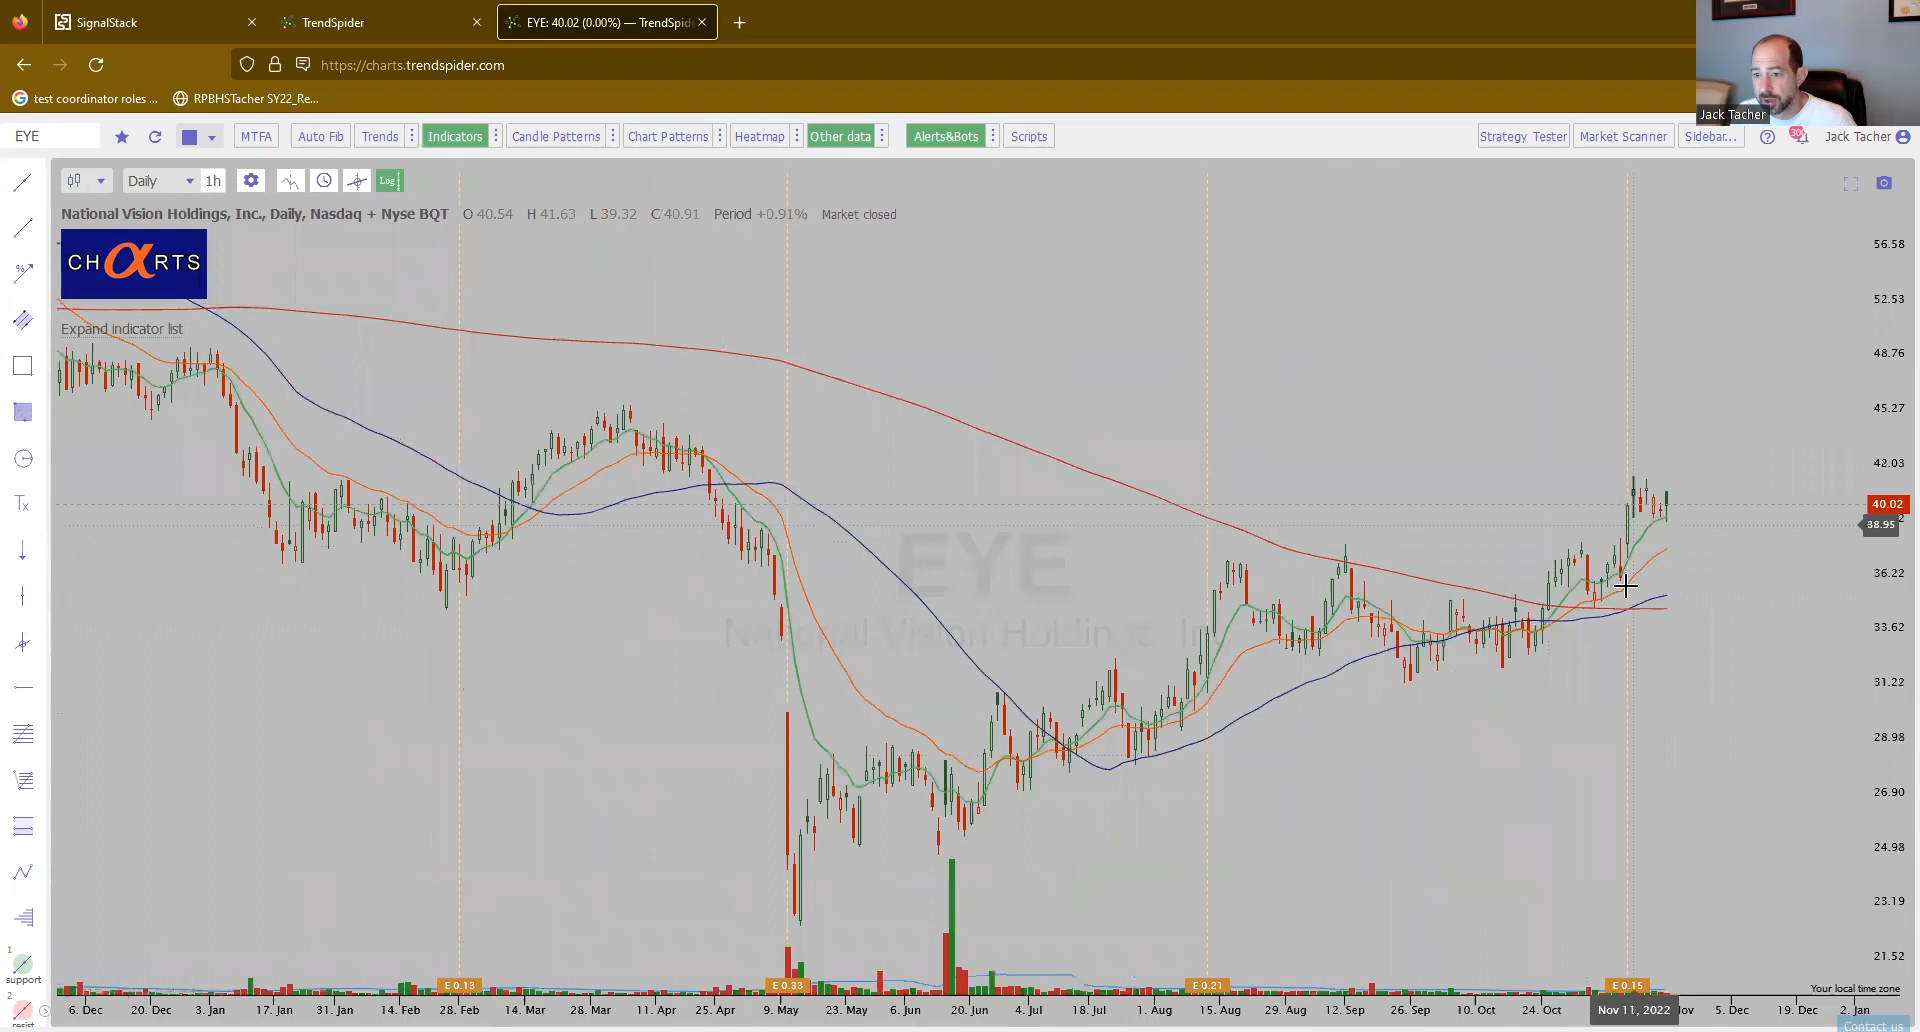 SignalStack
TrendSpider
EYE: 40.02 (0.00%) — TrendSpid
https://charts.trendspider.com
test coordinator roles ...
RPBHSTacher SY22_Re...
Jack Tacher
EYE
MTFA
Auto Fib
Trends
Indicators
Candle Patterns
Chart Patterns
Heatmap
Other data
Alerts&Bots
Scripts
Strategy Tester
Market Scanner
Sidebar...
300
Jack Tacher
Daily
1h
Log
National Vision Holdings, Inc., Daily, Nasdaq + Nyse BQT O 40.54 H 41.63 L 39.32 C 40.91 Period +0.91% Market closed
CHαRTS
Expand indicator list
56.58
52.53
48.76
45.27
42.03
40.02
38.95
36.22
33.62
31.22
28.98
26.90
24.98
23.19
21.52
EYE
National Vision Holdings, Inc
Tx
1
support
2
resist
E 0.13
E 0.33
E 0.21
E 0.15
Your local time zone
6. Dec
20. Dec
3. Jan
17. Jan
31. Jan
14. Feb
28. Feb
14. Mar
28. Mar
11. Apr
25. Apr
9. May
23. May
6. Jun
20. Jun
4. Jul
18. Jul
1. Aug
15. Aug
29. Aug
12. Sep
26. Sep
10. Oct
24. Oct
Nov 11, 2022
Nov
5. Dec
19. Dec
2. Jan
Contact us